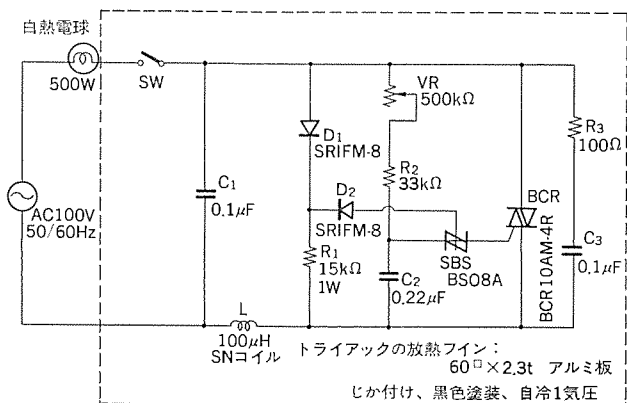 白熱電球
500W
SW
AC100V
50/60Hz
C1
0.1μF
L
100μH
SNコイル
D1
SRIFM-8
D2
SRIFM-8
R1
15kΩ
1W
VR
500kΩ
R2
33kΩ
C2
0.22μF
SBS
BS08A
BCR
BCR10AM-4R
R3
100Ω
C3
0.1μF
トライアックの放熱フイン：
60□×2.3t アルミ板
じか付け、黒色塗装、自冷1気圧